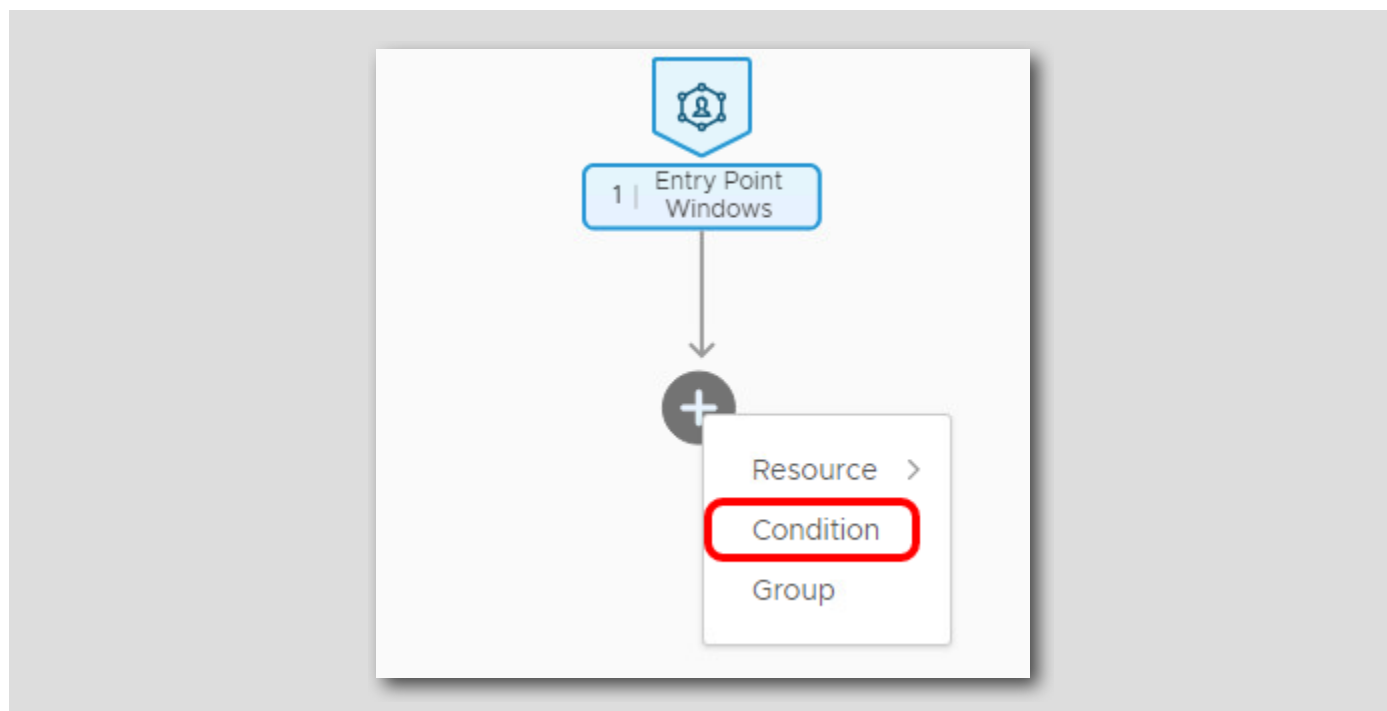 1 | Entry Point
Windows
Resource >
Condition
Group